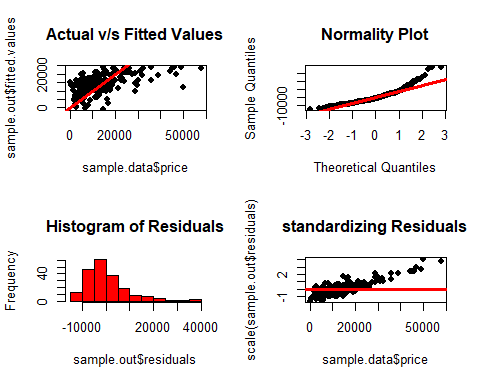 Actual v/s Fitted Values
sample.out$fitted.values
0 20000
0 20000 50000
sample.data$price
Normality Plot
Sample Quantiles
-10000
-3 -2 -1 0 1 2 3
Theoretical Quantiles
Histogram of Residuals
Frequency
0 40
-10000 20000 40000
sample.out$residuals
standardizing Residuals
scale(sample.out$residuals)
-1 2
0 20000 50000
sample.data$price